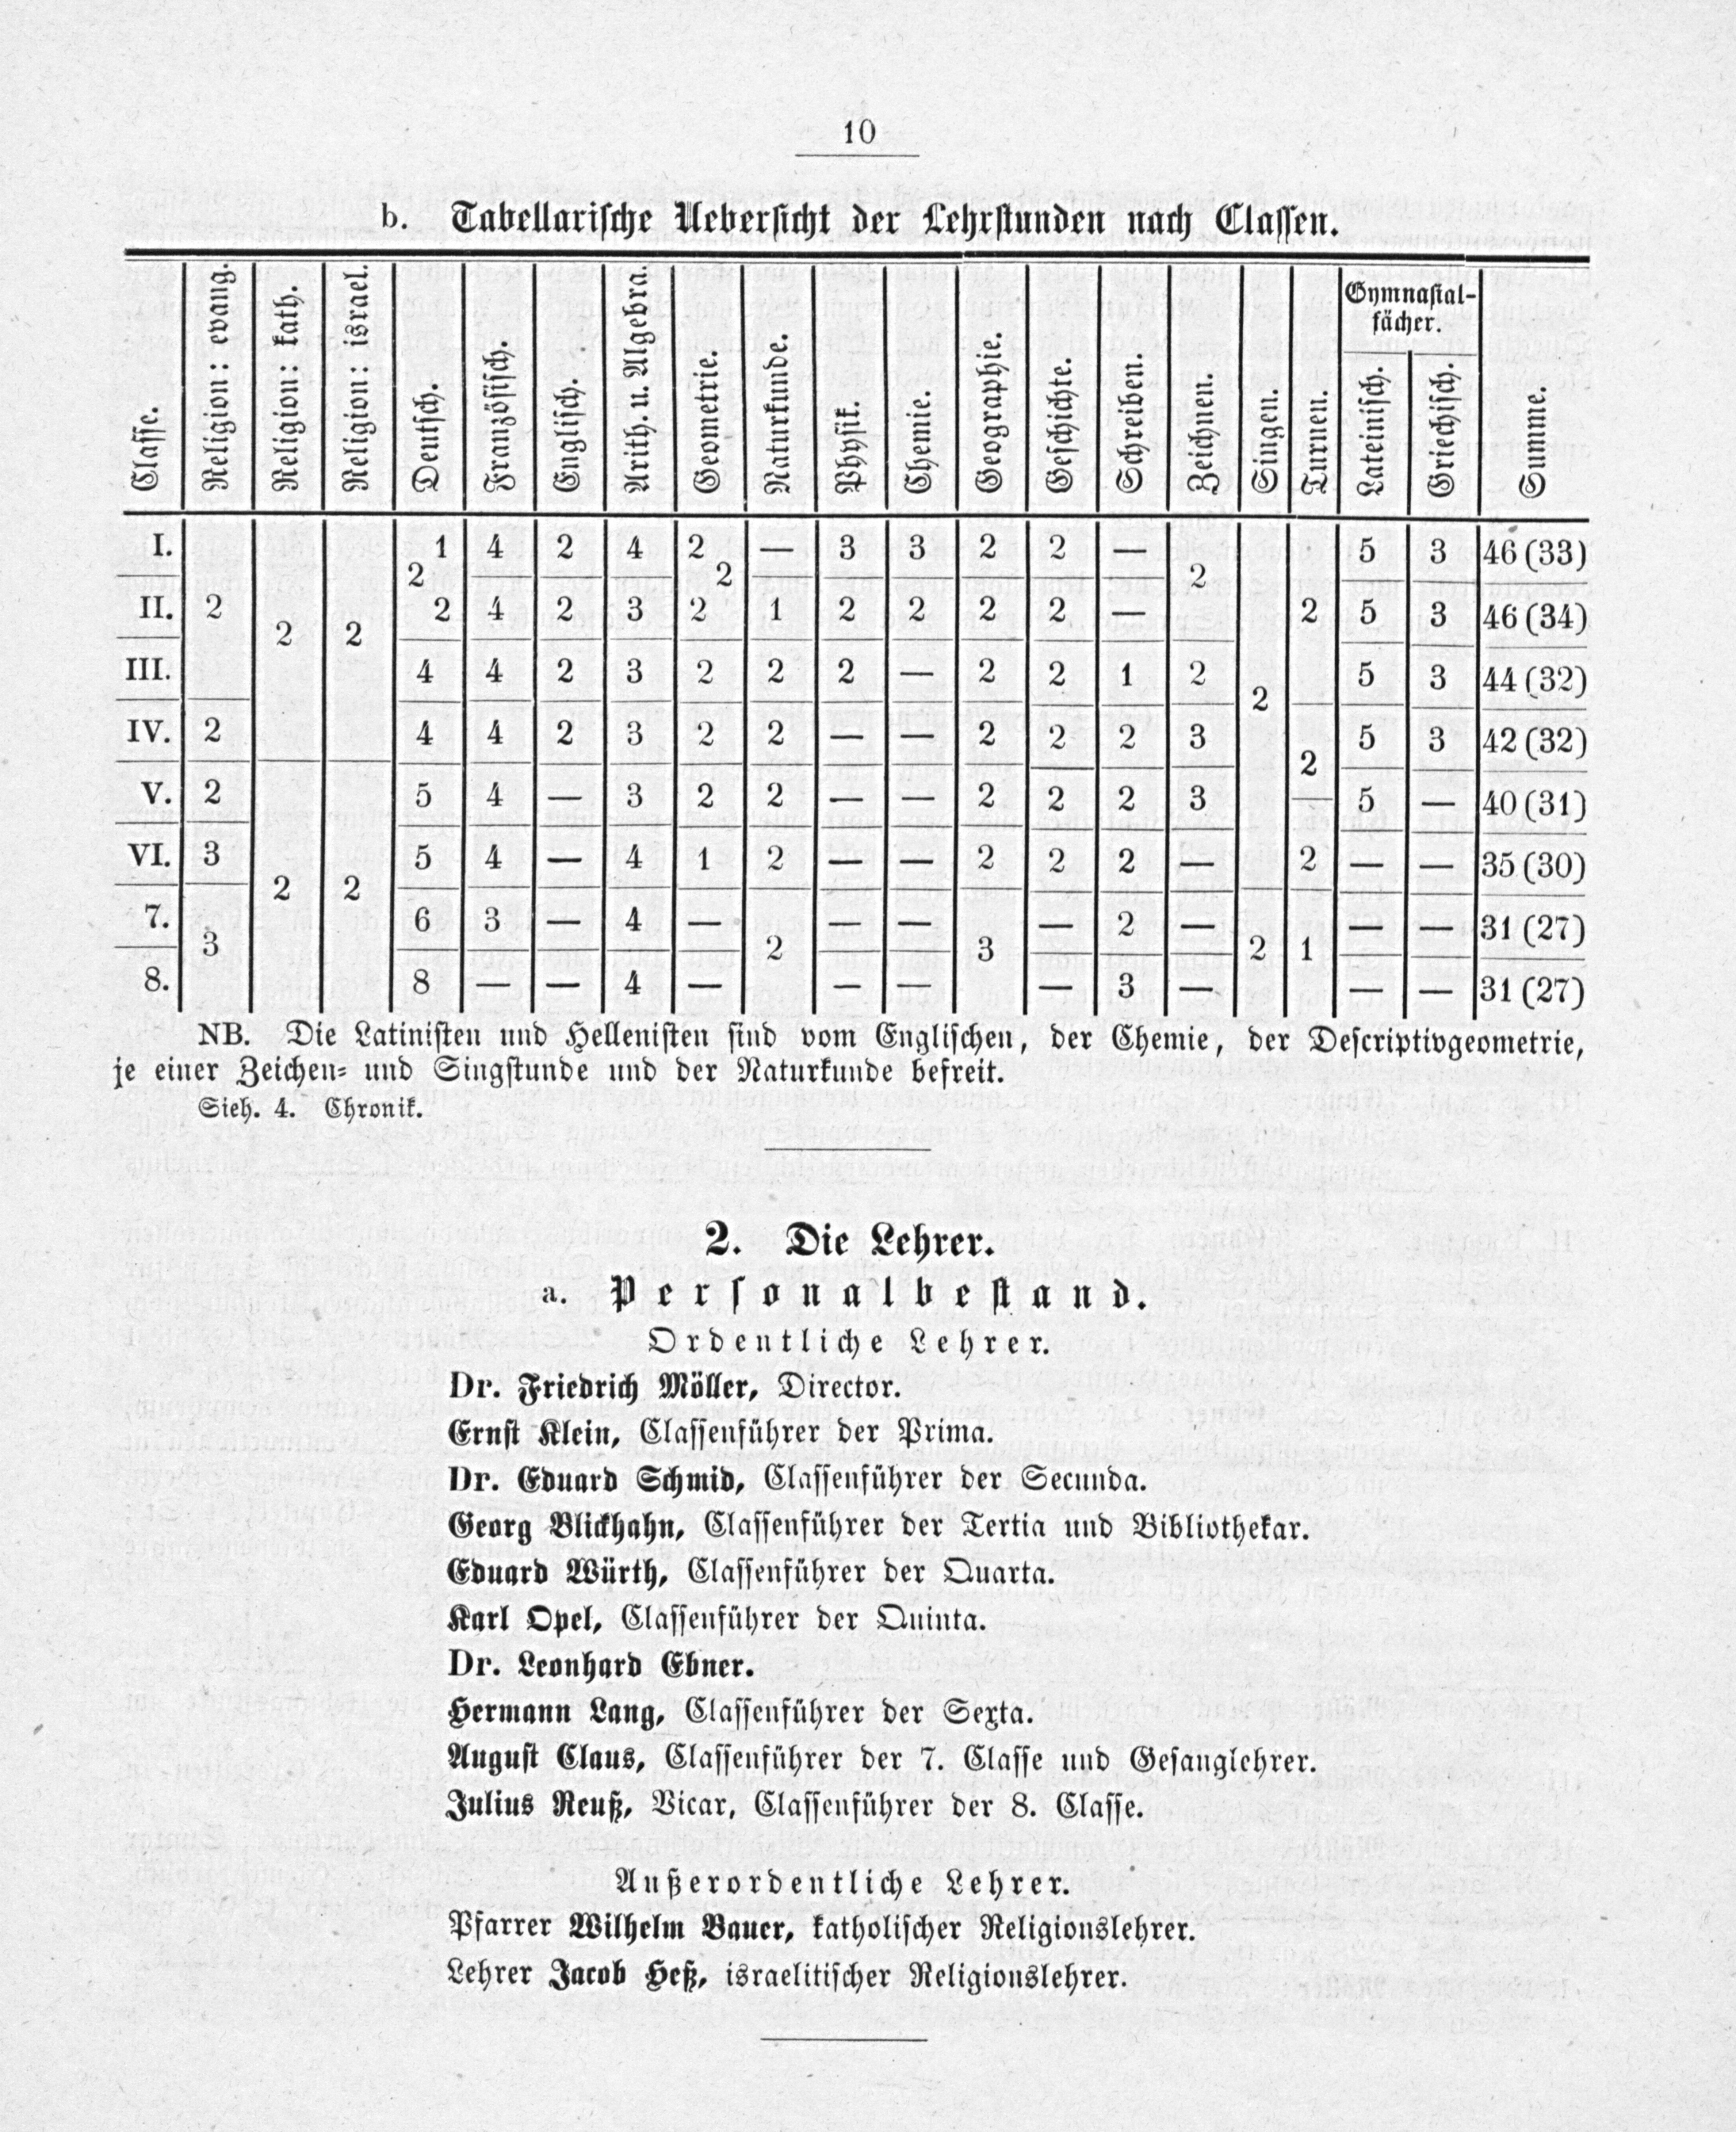 10
b. Tabellarische Uebersicht der Lehrstunden nach Classen.
Classe. Religion: evang. Religion: kath. Religion: israel. Deutsch. Französisch. Englisch. Arith. u. Algebra. Geometrie. Naturkunde. Physik. Chemie. Geographie. Geschichte. Schreiben. Zeichnen. Singen. Turnen. Gymnasial-fächer. Lateinisch. Griechisch. Summe.
I. 1 4 2 4 2 — 3 3 2 2 — 5 3 46 (33)
2 2 2
II. 2 2 4 2 3 2 1 2 2 2 2 — 2 5 3 46 (34)
2 2
III. 4 4 2 3 2 2 2 — 2 2 1 2 5 3 44 (32)
2
IV. 2 4 4 2 3 2 2 — — 2 2 2 3 5 3 42 (32)
2
V. 2 5 4 — 3 2 2 — — 2 2 2 3 5 — 40 (31)
VI. 3 5 4 — 4 1 2 — — 2 2 2 — 2 — — 35 (30)
2 2
7. 6 3 — 4 — — — — 2 — — — 31 (27)
3 2 3 2 1
8. 8 — — 4 — — — — 3 — — — 31 (27)
NB. Die Latinisten und Hellenisten sind vom Englischen, der Chemie, der Descriptivgeometrie,
je einer Zeichen- und Singstunde und der Naturkunde befreit.
Sieh. 4. Chronik.
2. Die Lehrer.
a. Personalbestand.
Ordentliche Lehrer.
Dr. Friedrich Möller, Director.
Ernst Klein, Classenführer der Prima.
Dr. Eduard Schmid, Classenführer der Secunda.
Georg Blickhahn, Classenführer der Tertia und Bibliothekar.
Eduard Würth, Classenführer der Quarta.
Karl Opel, Classenführer der Quinta.
Dr. Leonhard Ebner.
Hermann Lang, Classenführer der Sexta.
August Claus, Classenführer der 7. Classe und Gesanglehrer.
Julius Reuß, Vicar, Classenführer der 8. Classe.
Außerordentliche Lehrer.
Pfarrer Wilhelm Bauer, katholischer Religionslehrer.
Lehrer Jacob Heß, israelitischer Religionslehrer.